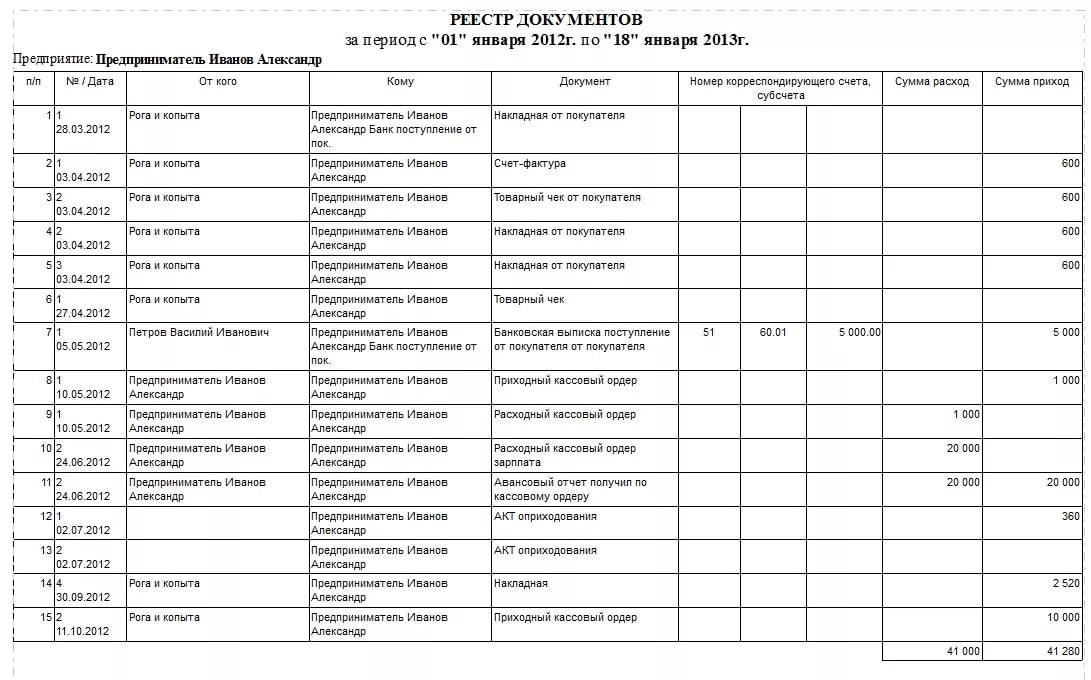 РЕЕСТР ДОКУМЕНТОВ
за период с "01" января 2012г. по "18" января 2013г.
Предприятие: Предприниматель Иванов Александр
п/п № / Дата От кого Кому Документ Номер корреспондирующего счета, Сумма расход Сумма приход
субсчета
1 1 Рога и копыта Предприниматель Иванов Накладная от покупателя
28.03.2012 Александр Банк поступление от
пок.
2 1 Рога и копыта Предприниматель Иванов Счет-фактура 600
03.04.2012 Александр
3 2 Рога и копыта Предприниматель Иванов Товарный чек от покупателя 600
03.04.2012 Александр
4 2 Рога и копыта Предприниматель Иванов Накладная от покупателя 600
03.04.2012 Александр
5 3 Рога и копыта Предприниматель Иванов Накладная от покупателя 600
03.04.2012 Александр
6 1 Рога и копыта Предприниматель Иванов Товарный чек
27.04.2012 Александр
7 1 Петров Василий Иванович Предприниматель Иванов Банковская выписка поступление 51 60.01 5 000.00 5 000
05.05.2012 Александр Банк поступление от от покупателя от покупателя
пок.
8 1 Предприниматель Иванов Предприниматель Иванов Приходный кассовый ордер 1 000
10.05.2012 Александр Александр
9 1 Предприниматель Иванов Предприниматель Иванов Расходный кассовый ордер 1 000
10.05.2012 Александр Александр
10 2 Предприниматель Иванов Предприниматель Иванов Расходный кассовый ордер 20 000
24.06.2012 Александр Александр зарплата
11 2 Предприниматель Иванов Предприниматель Иванов Авансовый отчет получил по 20 000 20 000
24.06.2012 Александр Александр кассовому ордеру
12 1 Предприниматель Иванов АКТ оприходования 360
02.07.2012 Александр
13 2 Предприниматель Иванов АКТ оприходования
02.07.2012 Александр
14 4 Рога и копыта Предприниматель Иванов Накладная 2 520
30.09.2012 Александр
15 2 Рога и копыта Предприниматель Иванов Приходный кассовый ордер 10 000
11.10.2012 Александр
41 000 41 280